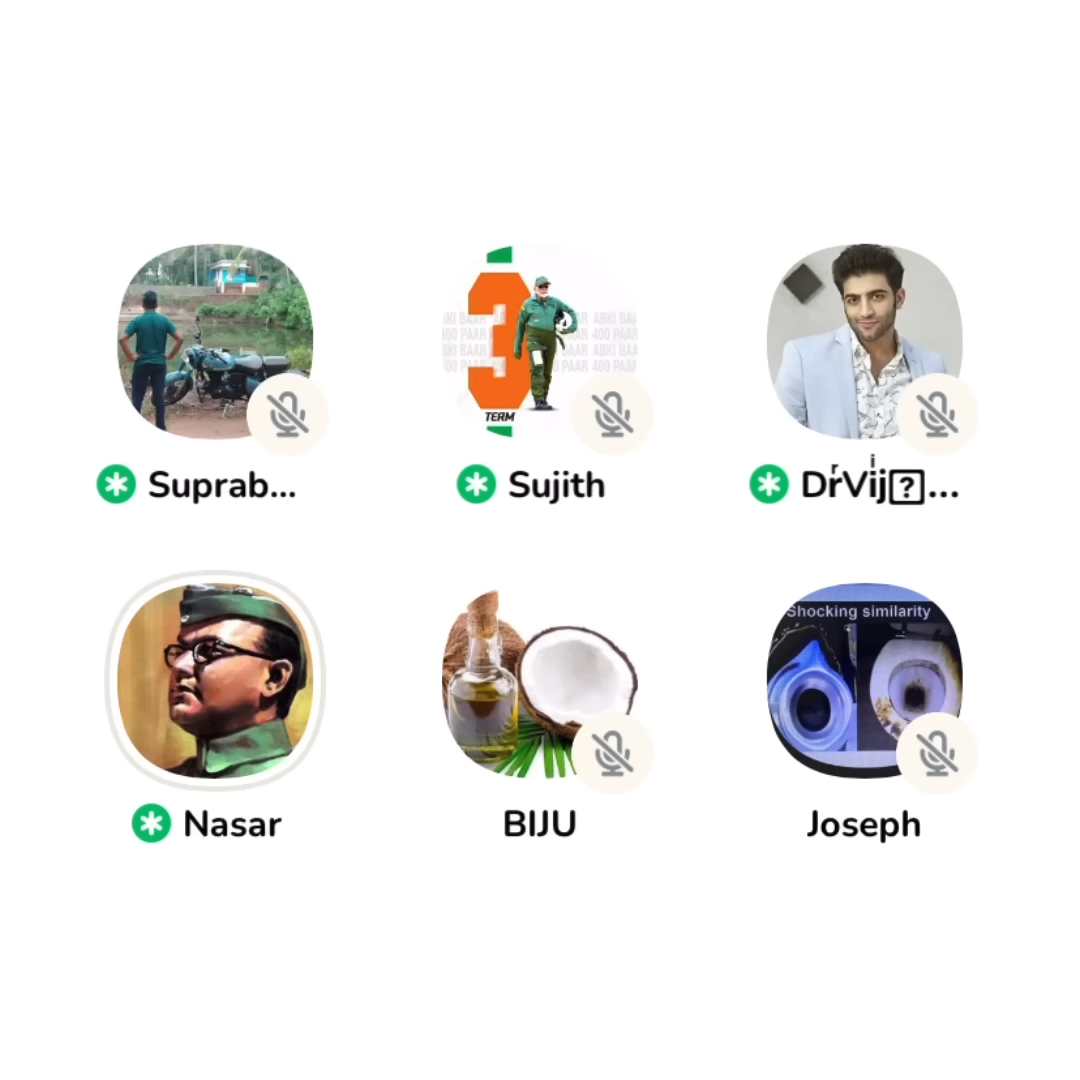 ABKI BAAR
400 PAAR
3
TERM
Suprab...
Sujith
Shocking similarity
Nasar
BIJU
Joseph